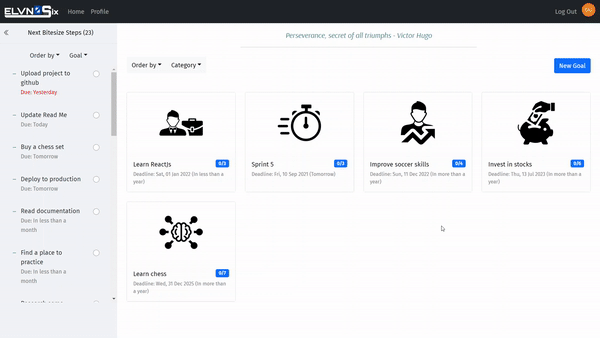 ELVN Six Home Profile Log Out
Next Bitesize Steps (23)
Order by Goal
Upload project to
github
Due: Yesterday
Update Read Me
Due: Today
Buy a chess set
Due: Tomorrow
Deploy to production
Due: Tomorrow
Read documentation
Due: In less than a
month
Find a place to
practice
Due: In less than a
month
Perseverance, secret of all triumphs - Victor Hugo
Order by Category New Goal
Learn ReactJs 0/3
Deadline: Sat, 01 Jan 2022 (In less than a
year)
Sprint 5 0/3
Deadline: Fri, 10 Sep 2021 (Tomorrow)
Improve soccer skills 0/4
Deadline: Sun, 11 Dec 2022 (In more than
a year)
Invest in stocks 0/6
Deadline: Thu, 13 Jul 2023 (In more than
a year)
Learn chess 0/7
Deadline: Wed, 31 Dec 2025 (In more than
a year)